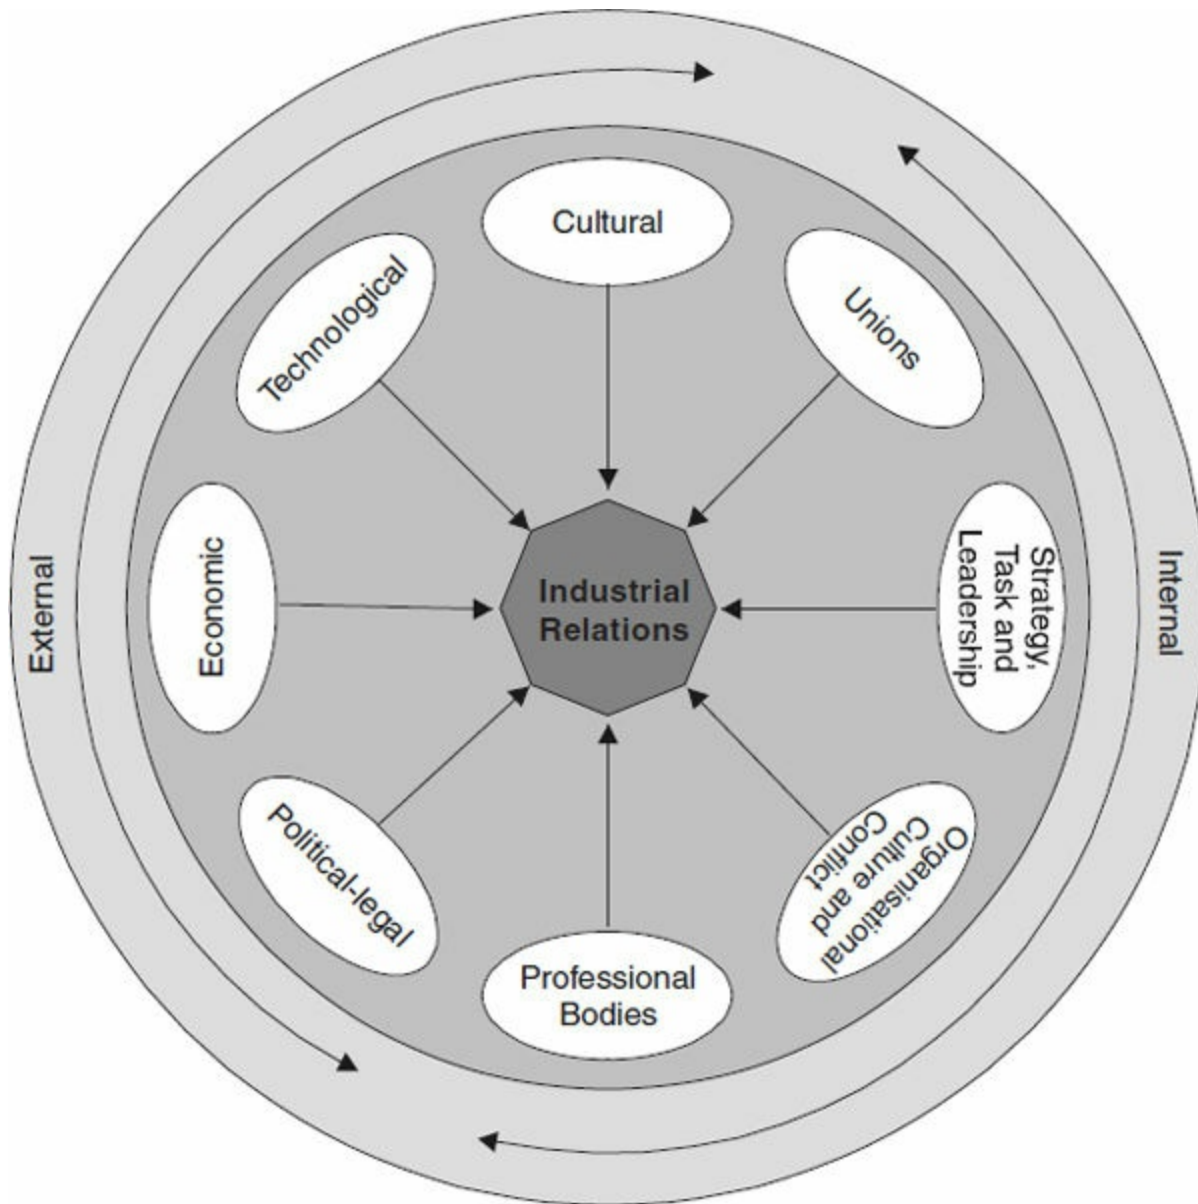 Cultural
Unions
Strategy,
Task and
Leadership
Organisational
Culture and
Conflict
Professional
Bodies
Political-legal
Economic
Technological
Industrial
Relations
External
Internal